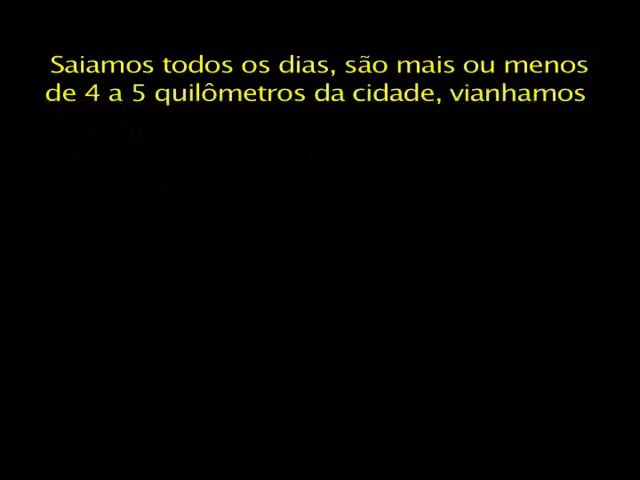 Saiamos todos os dias, são mais ou menos
de 4 a 5 quilômetros da cidade, vianhamos